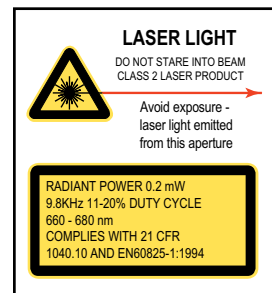 LASER LIGHT
DO NOT STARE INTO BEAM
CLASS 2 LASER PRODUCT
Avoid exposure -
laser light emitted
from this aperture
RADIANT POWER 0.2 mW
9.8KHz 11-20% DUTY CYCLE
660 - 680 nm
COMPLIES WITH 21 CFR
1040.10 AND EN60825-1:1994